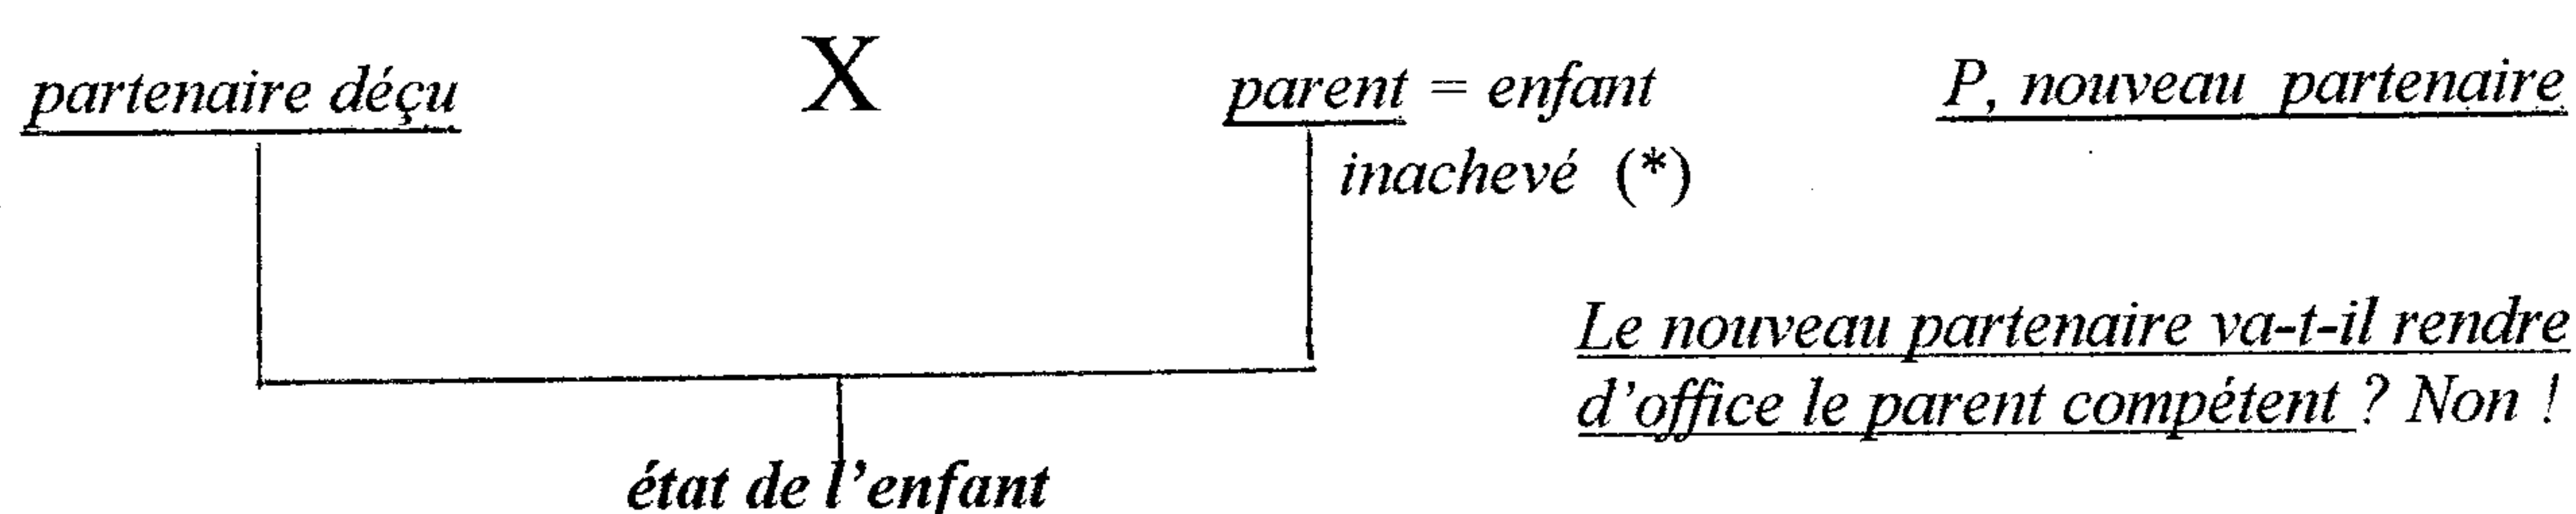 partenaire déçu X parent = enfant P, nouveau partenaire
inachevé (*)
Le nouveau partenaire va-t-il rendre
d'office le parent compétent ? Non !
état de l'enfant